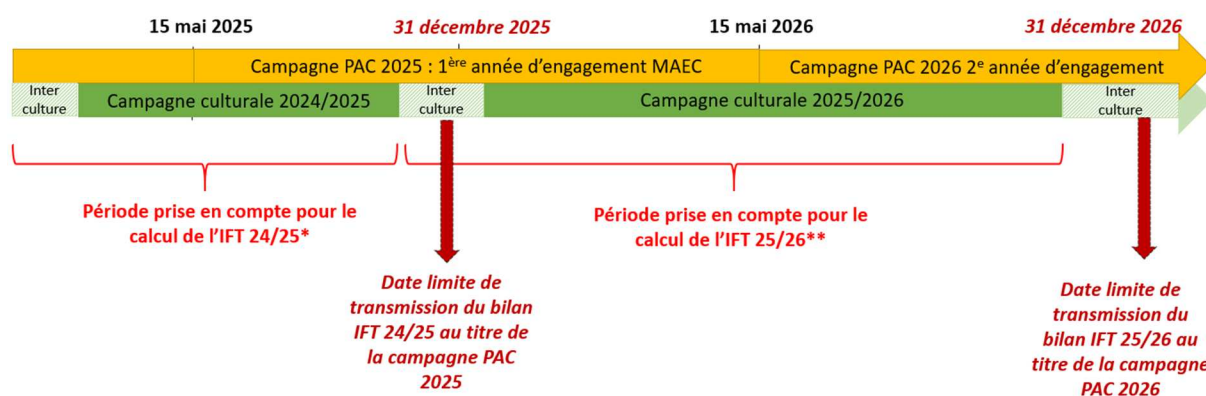 15 mai 2025
31 décembre 2025
15 mai 2026
31 décembre 2026
Campagne PAC 2025 : 1ère année d’engagement MAEC
Campagne PAC 2026 2e année d’engagement
Inter
culture
Campagne culturale 2024/2025
Inter
culture
Campagne culturale 2025/2026
Inter
culture
Période prise en compte pour le
calcul de l’IFT 24/25*
Période prise en compte pour le
calcul de l’IFT 25/26**
Date limite de
transmission du bilan
IFT 24/25 au titre de
la campagne PAC
2025
Date limite de
transmission du
bilan IFT 25/26 au
titre de la campagne
PAC 2026